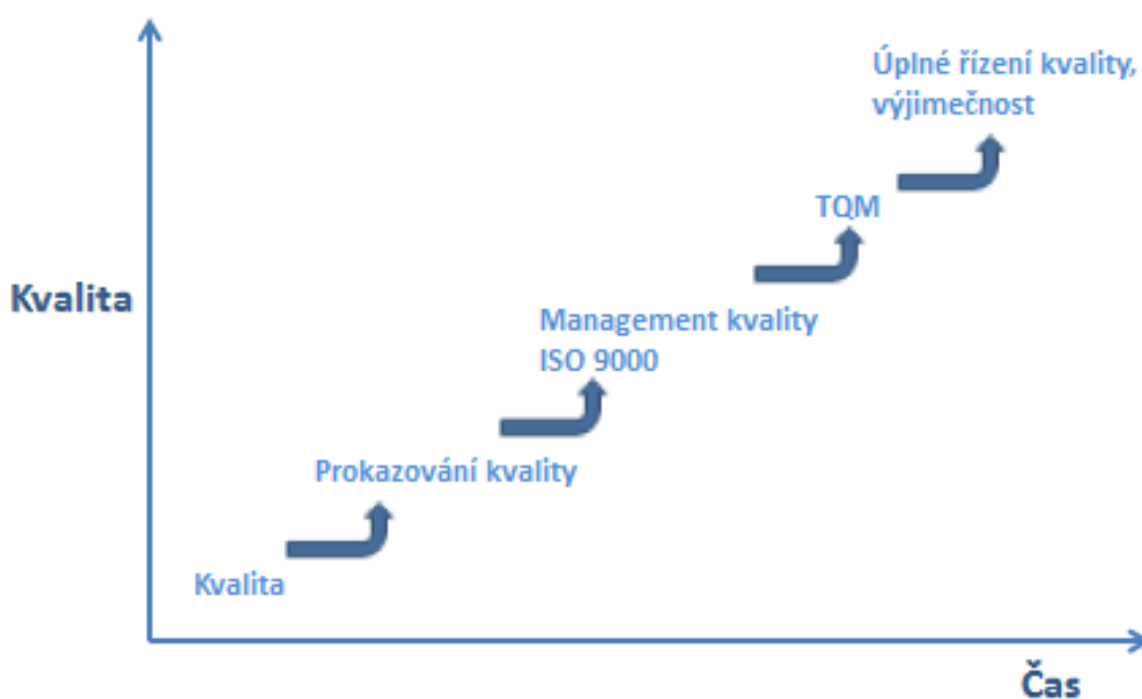 Úplné řízení kvality,
výjimečnost
TQM
Kvalita
Management kvality
ISO 9000
Prokazování kvality
Kvalita
Čas